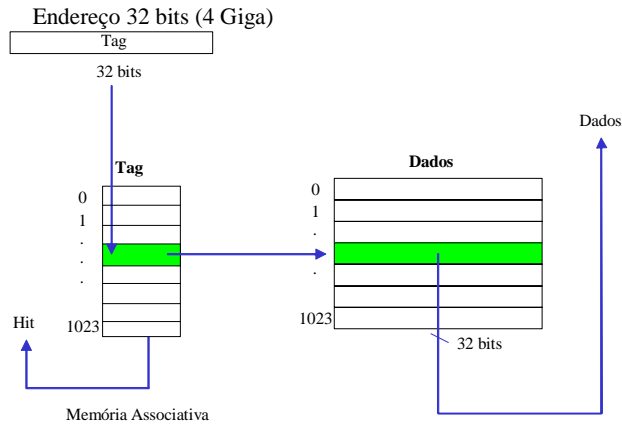 Endereço 32 bits (4 Giga)
Tag
32 bits
Dados
Tag
Dados
0
1
.
.
.
1023
0
1
.
.
.
1023
32 bits
Hit
Memória Associativa